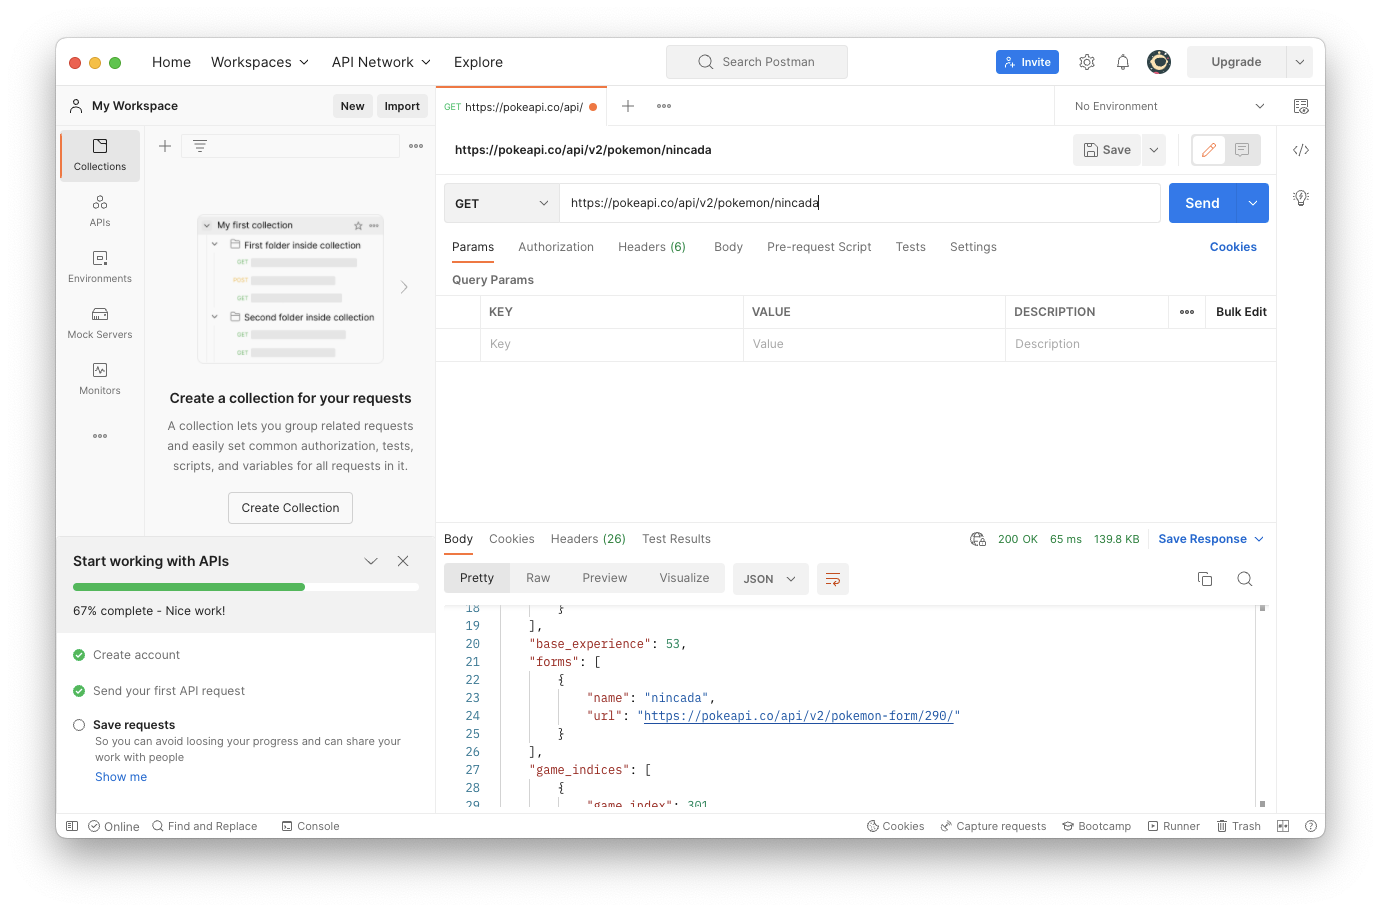 Home Workspaces API Network Explore Search Postman Invite Upgrade
My Workspace New Import GET https://pokeapi.co/api/ No Environment
Collections
APIs
Environments
Mock Servers
Monitors
My first collection
First folder inside collection
GET
POST
GET
Second folder inside collection
GET
GET
Create a collection for your requests
A collection lets you group related requests
and easily set common authorization, tests,
scripts, and variables for all requests in it.
Create Collection
Start working with APIs
67% complete - Nice work!
Create account
Send your first API request
Save requests
So you can avoid loosing your progress and can share your
work with people
Show me
https://pokeapi.co/api/v2/pokemon/nincada Save
GET https://pokeapi.co/api/v2/pokemon/nincada Send
Params Authorization Headers (6) Body Pre-request Script Tests Settings Cookies
Query Params
KEY VALUE DESCRIPTION Bulk Edit
Key Value Description
Body Cookies Headers (26) Test Results 200 OK 65 ms 139.8 KB Save Response
Pretty Raw Preview Visualize JSON
18 }
19 ],
20 "base_experience": 53,
21 "forms": [
22 {
23 "name": "nincada",
24 "url": "https://pokeapi.co/api/v2/pokemon-form/290/"
25 }
26 ],
27 "game_indices": [
28 {
29 "game_index": 301
Online Find and Replace Console Cookies Capture requests Bootcamp Runner Trash